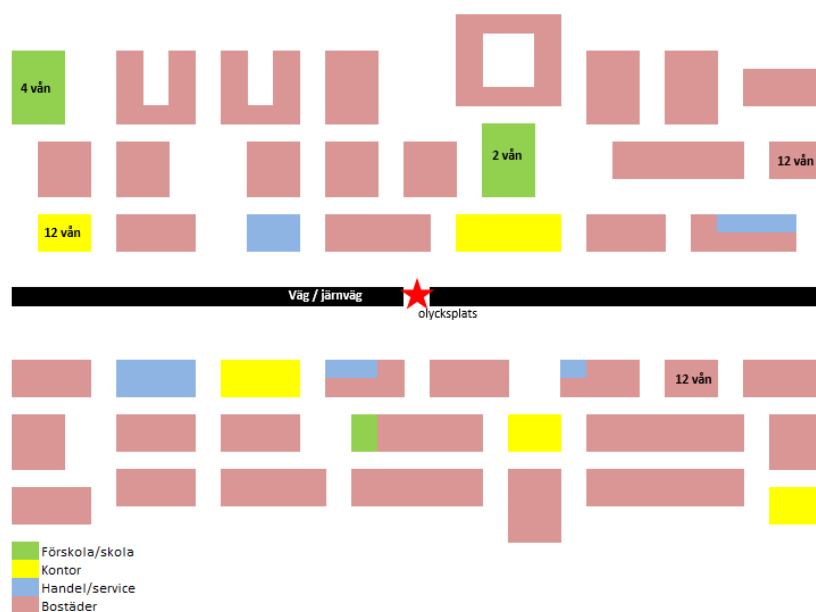 4 vån
2 vån
12 vån
12 vån
Väg / järnväg
olycksplats
12 vån
Förskola/skola
Kontor
Handel/service
Bostäder